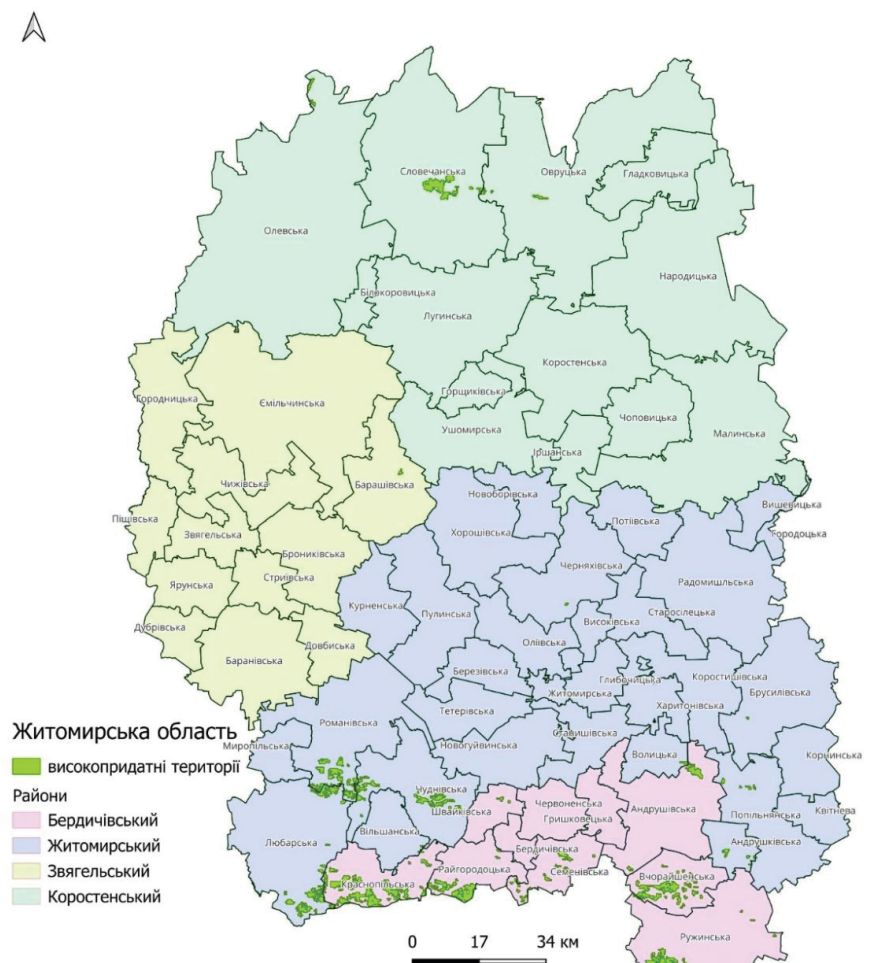 Словечанська
Овруцька
Гладковицька
Олевська
Народицька
Білокоровицька
Лугинська
Коростенська
Горщиківська
Городницька
Ємільчинська
Чоповицька
Ушомирська
Малинська
Іршанська
Чижівська
Барашівська
Новоборівська
Вишевицька
Піщівська
Потіївська
Городоцька
Звягельська
Хорошівська
Брониківська
Черняхівська
Ярунська
Стриївська
Радомишльська
Курненська
Пулинська
Старосілецька
Високівська
Дубрівська
Оліївська
Довбиська
Баранівська
Березівська
Глибочицька
Коростишівська
Житомирська
Брусилівська
Харитонівська
Тетерівська
Романівська
Станишівська
Житомирська область
Миропільська
Новогуйвинська
Волицька
Корнинська
високопридатні території
Чуднівська
Райони
Червоненська
Андрушівська
Швайківська
Квітнева
Попільнянська
Бердичівський
Гришковецька
Вільшанська
Любарська
Андрушківська
Житомирський
Бердичівська
Райгородоцька
Семенівська
Вчорайшенська
Звягельський
Краснопільська
Коростенський
Ружинська
0 17 34 км